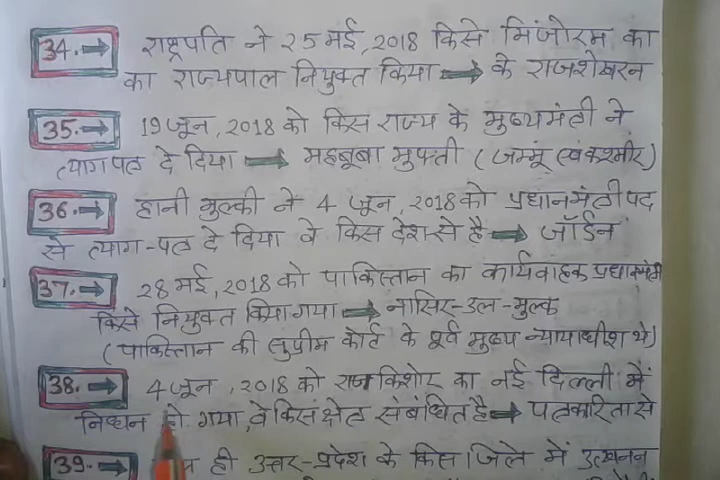 34. → राष्ट्रपति ने 25 मई, 2018 किसे मिंजोरम का
का राज्यपाल नियुक्त किया → के राजशेखरन
35. → 19 जून, 2018 को किस राज्य के मुख्यमंत्री ने
त्यागपत्र दे दिया → महबूबा मुफ्ती (जम्मूं एवं कश्मीर)
36. → हानी मुल्की ने 4 जून, 2018 को प्रधानमंत्री पद
से त्याग-पत्र दे दिया वे किस देश से है → जॉर्डन
37. → 28 मई, 2018 को पाकिस्तान का कार्यवाहक प्रधानमंत्री
किसे नियुक्त किया गया → नासिर-उल-मुल्क
(पाकिस्तान की सुप्रीम कोर्ट के पूर्व मुख्य न्यायाधीश थे)
38. → 4 जून, 2018 को राज किशोर का नई दिल्ली में
निधन हो गया, वे किस क्षेत्र संबंधित है → पत्रकारिता से
39. → ही उत्तर-प्रदेश के किस जिले में उत्खनन